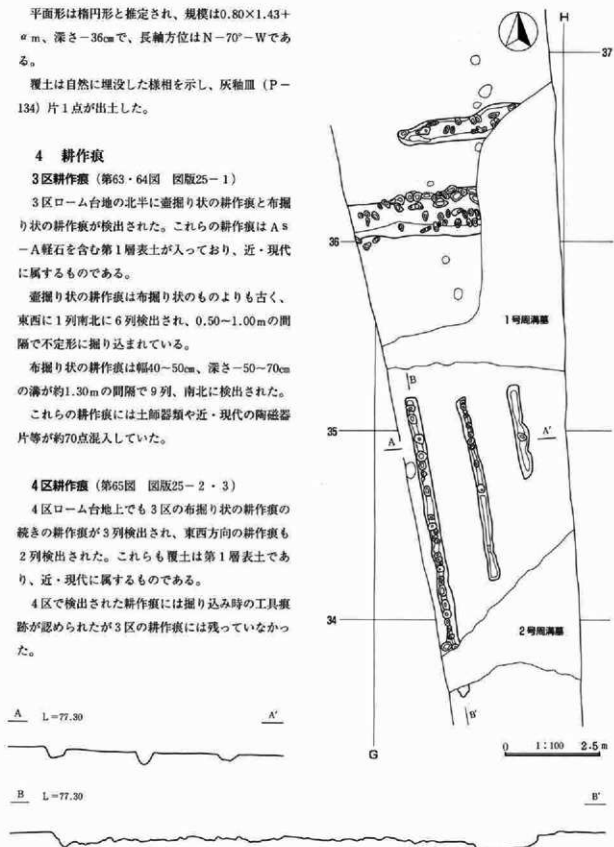 平面形は楕円形と推定され、規模は0.80×1.43+
αm、深さ-36㎝で、長軸方位はN-70°-Wであ
る。
覆土は自然に埋没した様相を示し、灰釉皿（P-
134）片1点が出土した。
4 耕作痕
3区耕作痕（第63・64図 図版25-1）
3区ローム台地の北半に壺掘り状の耕作痕と布掘
り状の耕作痕が検出された。これらの耕作痕はAs
-A軽石を含む第1層表土が入っており、近・現代
に属するものである。
壺掘り状の耕作痕は布掘り状のものよりも古く、
東西に1列南北に6列検出され、0.50~1.00mの間
隔で不定形に掘り込まれている。
布掘り状の耕作痕は幅40~50㎝、深さ-50~70㎝
の溝が約1.30mの間隔で9列、南北に検出された。
これらの耕作痕には土師器類や近・現代の陶磁器
片等が約70点混入していた。
4区耕作痕（第65図 図版25-2・3）
4区ローム台地上でも3区の布掘り状の耕作痕の
続きの耕作痕が3列検出され、東西方向の耕作痕も
2列検出された。これらも覆土は第1層表土であ
り、近・現代に属するものである。
4区で検出された耕作痕には掘り込み時の工具痕
跡が認められたが3区の耕作痕には残っていなかっ
た。
H
37
36
1号周溝墓
B
A
A'
35
34
2号周溝墓
B'
G
0 1:100 2.5m
A L=77.30 A'
B L=77.30 B'